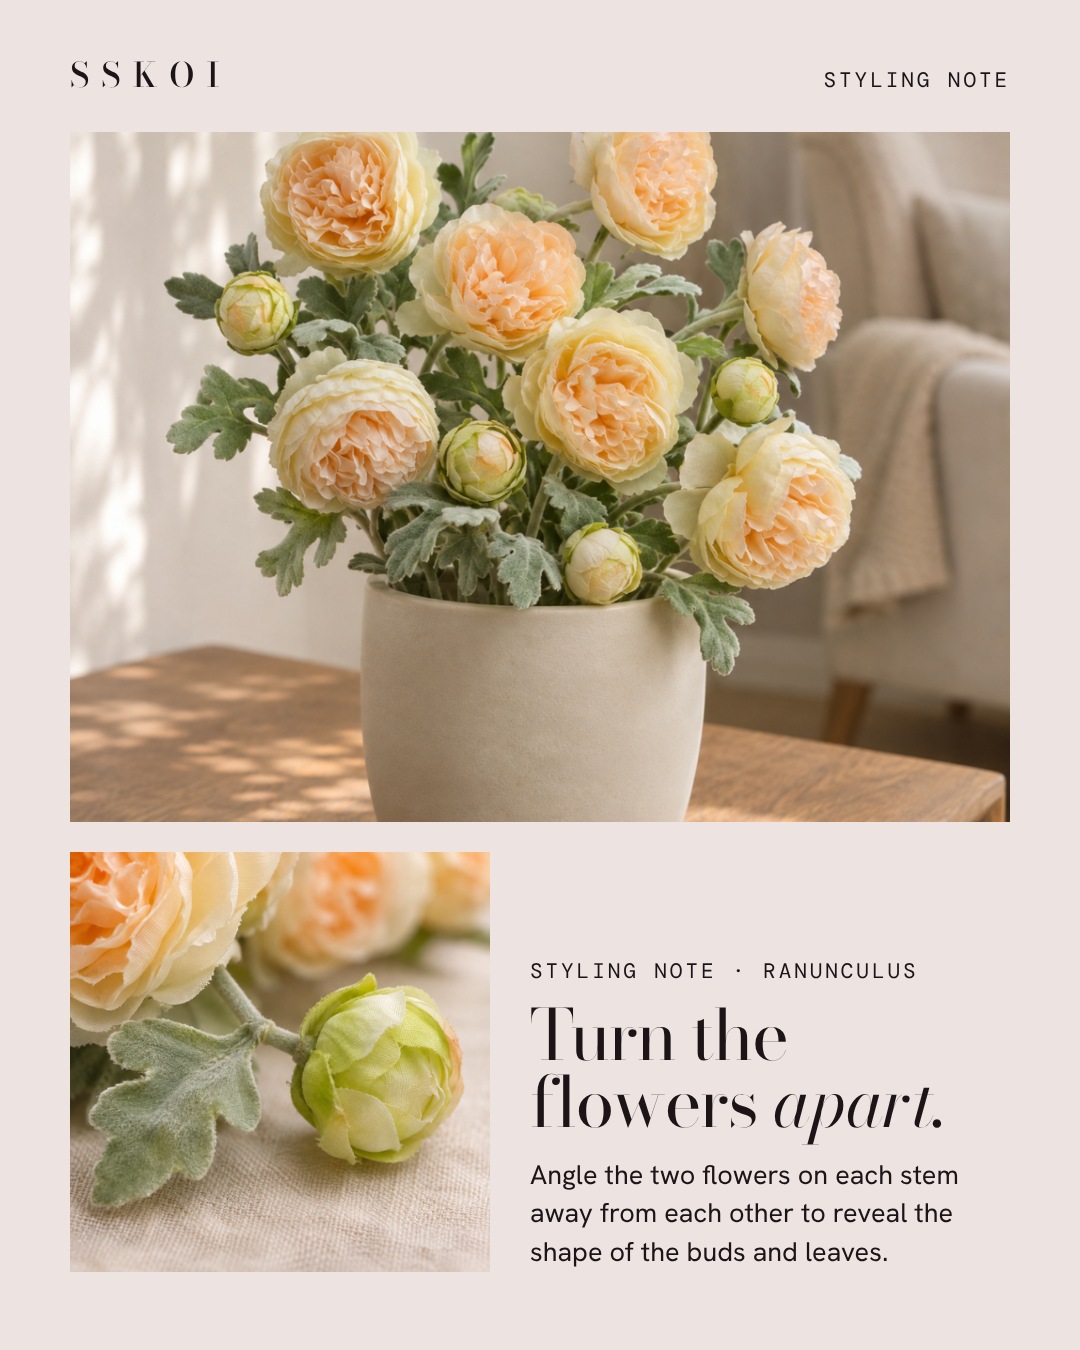 SSKOI
STYLING NOTE
STYLING NOTE · RANUNCULUS
Turn the
flowers apart.
Angle the two flowers on each stem
away from each other to reveal the
shape of the buds and leaves.